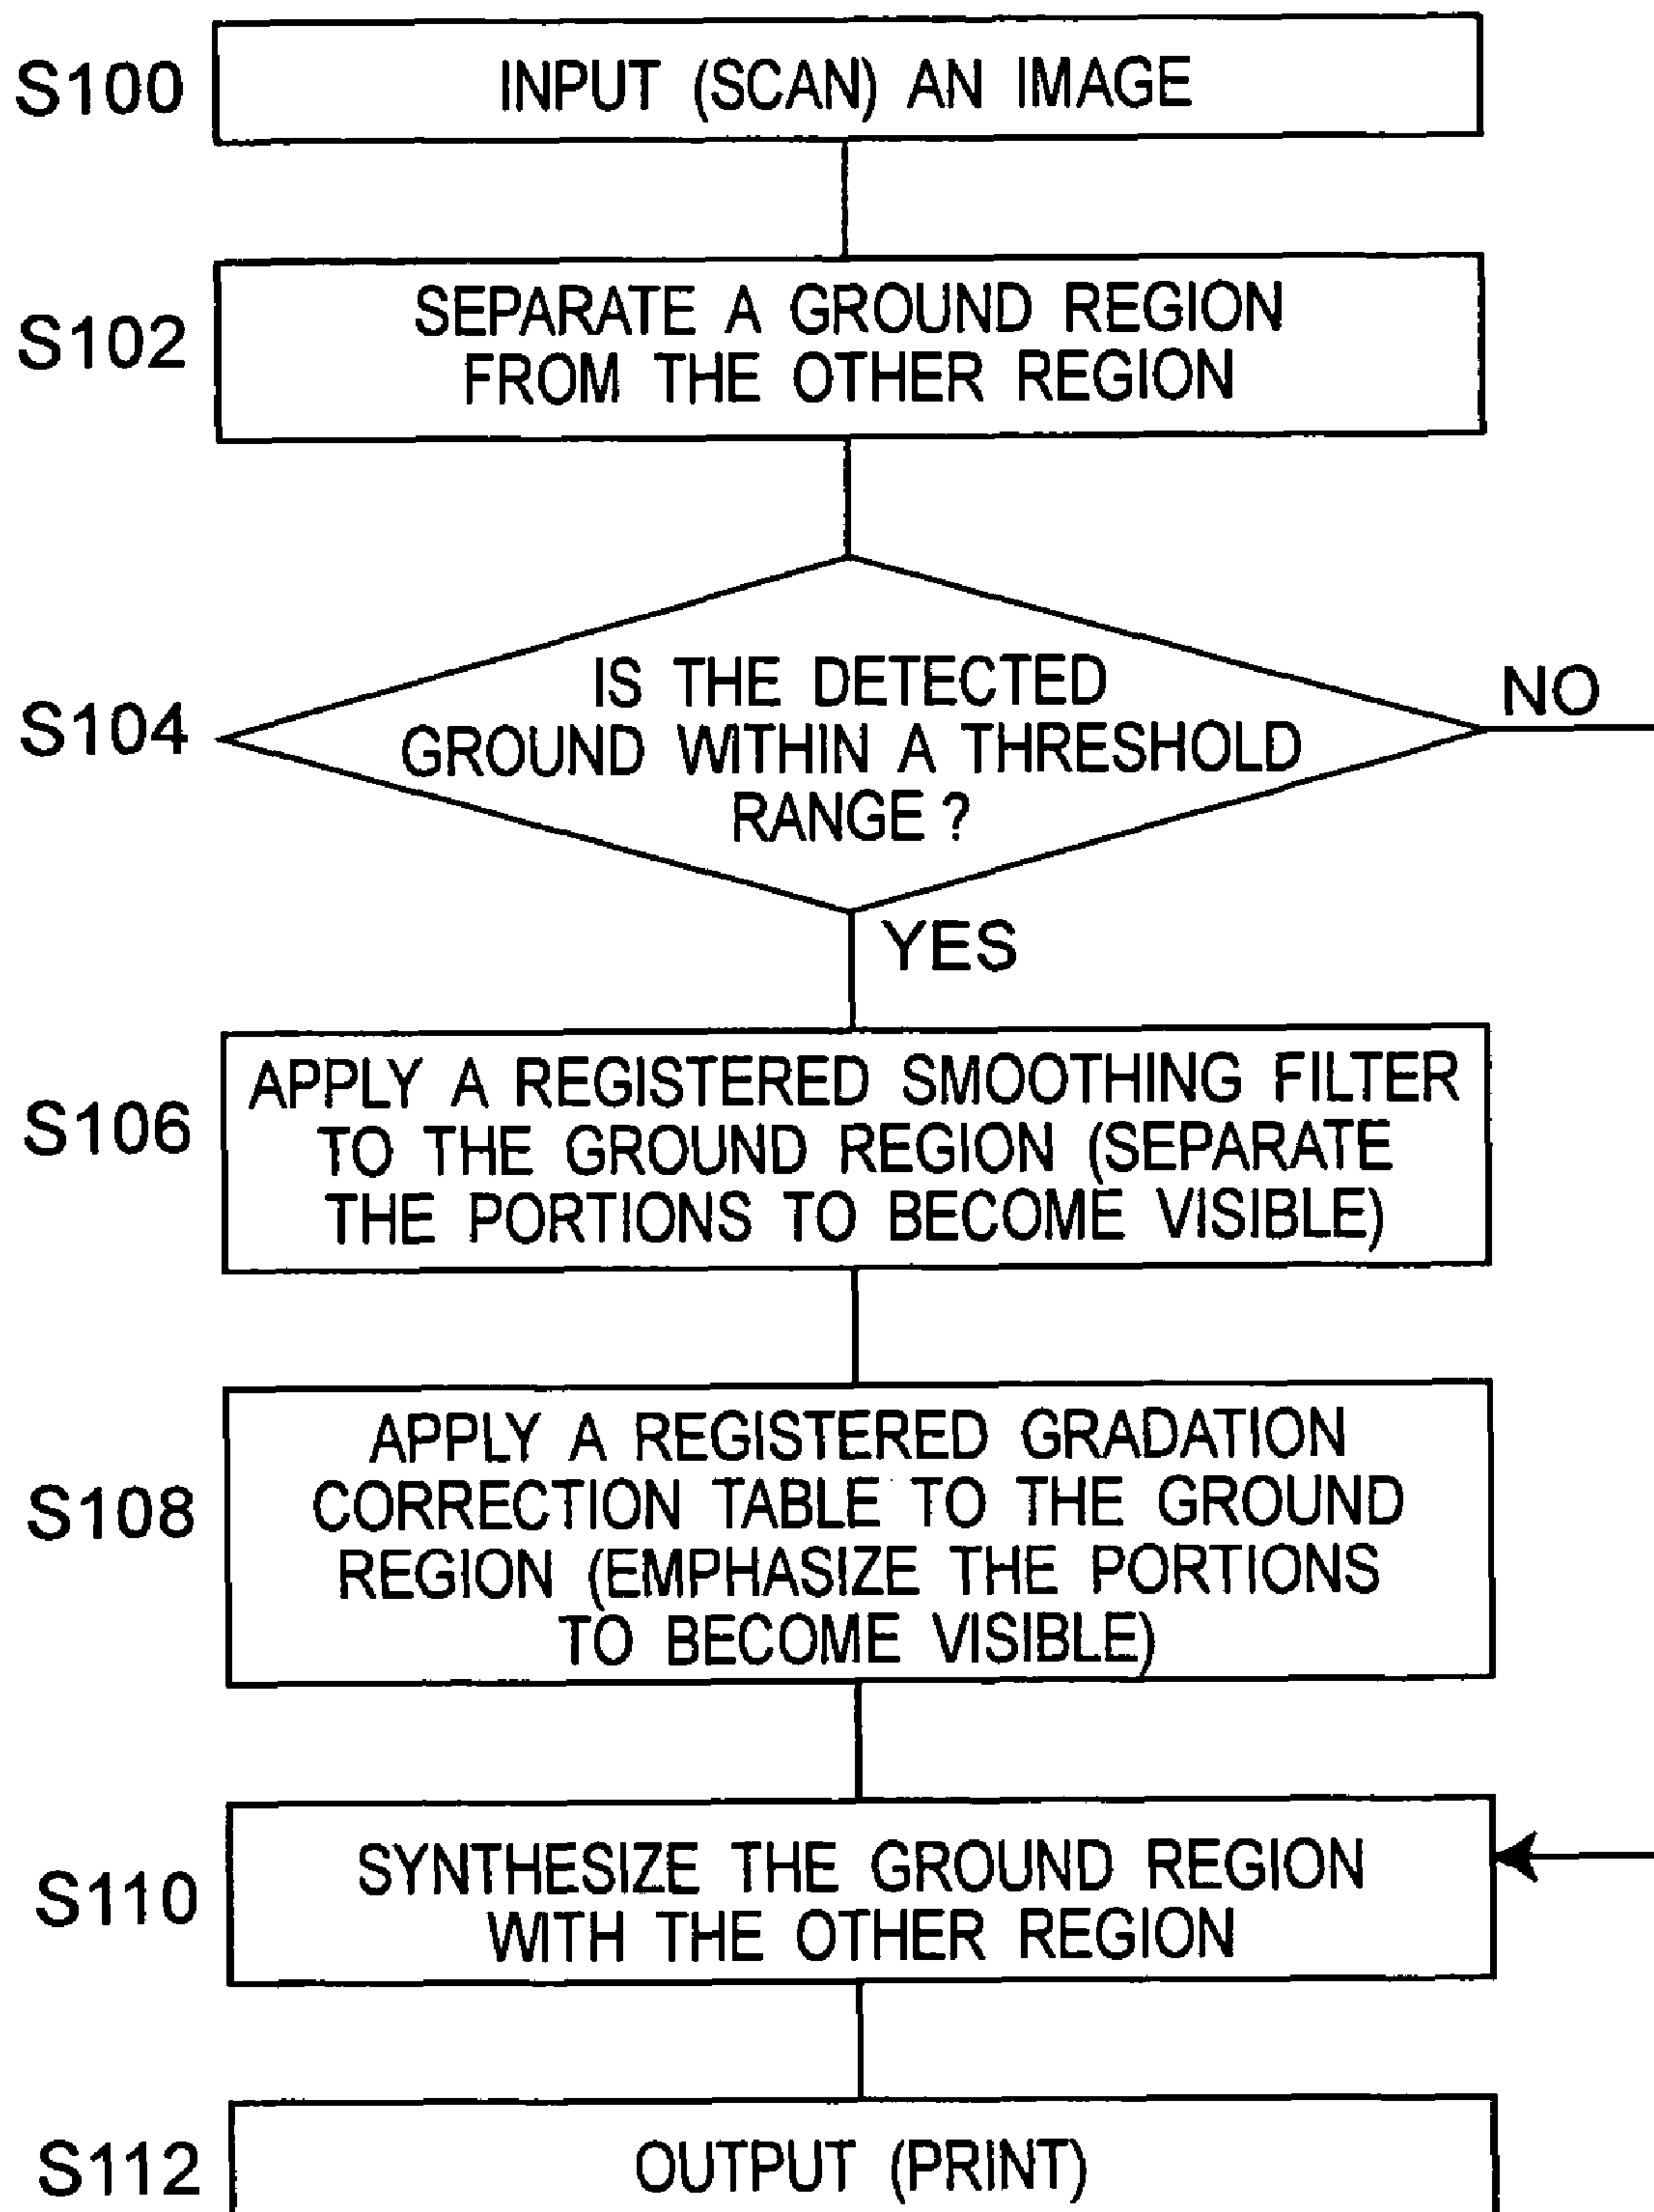 S100
INPUT (SCAN) AN IMAGE
S102
SEPARATE A GROUND REGION
FROM THE OTHER REGION
S104
IS THE DETECTED
GROUND WITHIN A THRESHOLD
RANGE?
NO
YES
S106
APPLY A REGISTERED SMOOTHING FILTER
TO THE GROUND REGION (SEPARATE
THE PORTIONS TO BECOME VISIBLE)
S108
APPLY A REGISTERED GRADATION
CORRECTION TABLE TO THE GROUND
REGION (EMPHASIZE THE PORTIONS
TO BECOME VISIBLE)
S110
SYNTHESIZE THE GROUND REGION
WITH THE OTHER REGION
S112
OUTPUT (PRINT)